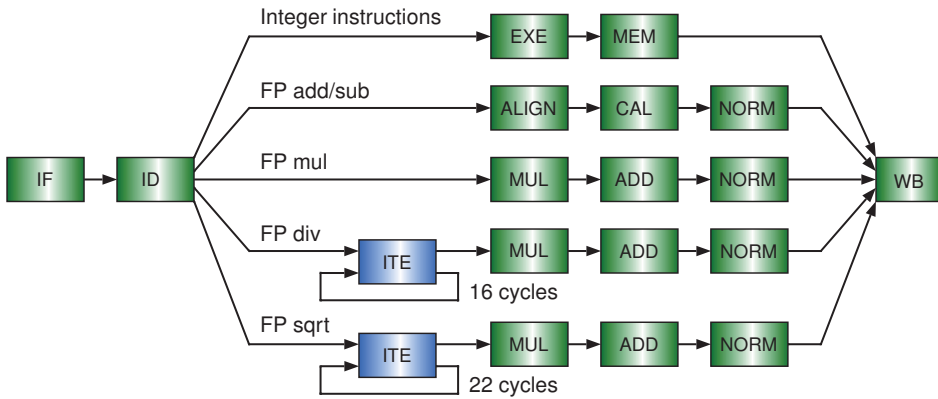 Integer instructions
EXE MEM
FP add/sub
ALIGN CAL NORM
IF ID FP mul MUL ADD NORM WB
FP div
ITE MUL ADD NORM
16 cycles
FP sqrt
ITE MUL ADD NORM
22 cycles